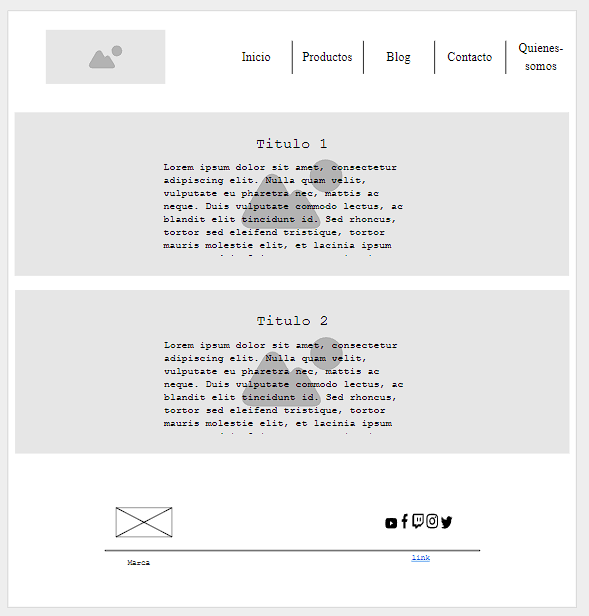 Inicio
Productos
Blog
Contacto
Quienes-
somos
Titulo 1
Lorem ipsum dolor sit amet, consectetur
adipiscing elit. Nulla quam velit,
vulputate eu pharetra nec, mattis ac
neque. Duis vulputate commodo lectus, ac
blandit elit tincidunt id. Sed rhoncus,
tortor sed eleifend tristique, tortor
mauris molestie elit, et lacinia ipsum
Titulo 2
Lorem ipsum dolor sit amet, consectetur
adipiscing elit. Nulla quam velit,
vulputate eu pharetra nec, mattis ac
neque. Duis vulputate commodo lectus, ac
blandit elit tincidunt id. Sed rhoncus,
tortor sed eleifend tristique, tortor
mauris molestie elit, et lacinia ipsum
Marca
link